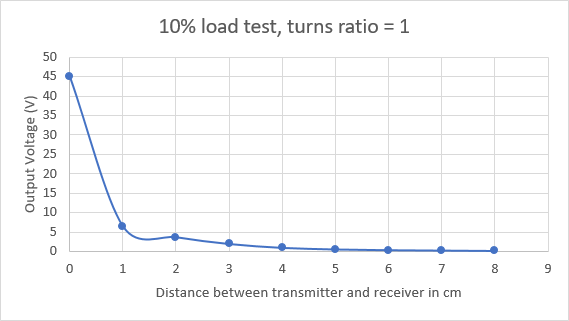 10% load test, turns ratio = 1
Output Voltage (V)
50
45
40
35
30
25
20
15
10
5
0
0 1 2 3 4 5 6 7 8 9
Distance between transmitter and receiver in cm